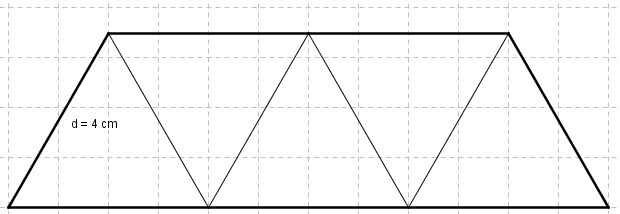 d = 4 cm